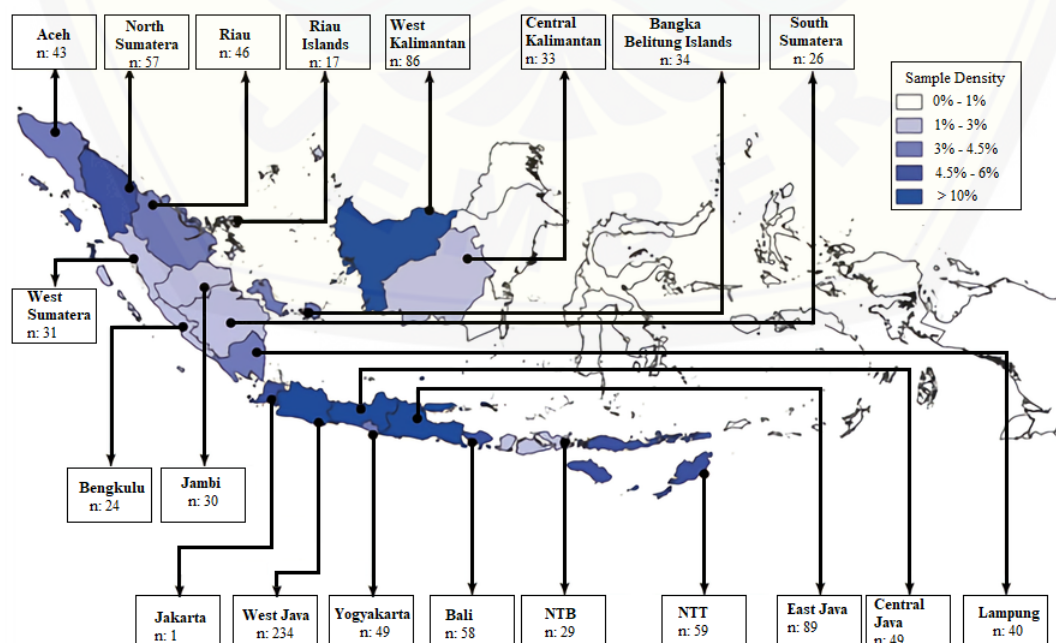 Aceh
n: 43
North
Sumatera
n: 57
Riau
n: 46
Riau
Islands
n: 17
West
Kalimantan
n: 86
Central
Kalimantan
n: 33
Bangka
Belitung Islands
n: 34
South
Sumatera
n: 26
Sample Density
0% - 1%
1% - 3%
3% - 4.5%
4.5% - 6%
> 10%
West
Sumatera
n: 31
Bengkulu
n: 24
Jambi
n: 30
Jakarta
n: 1
West Java
n: 234
Yogyakarta
n: 49
Bali
n: 58
NTB
n: 29
NTT
n: 59
East Java
n: 89
Central
Java
n: 49
Lampung
n: 40
JEMBER